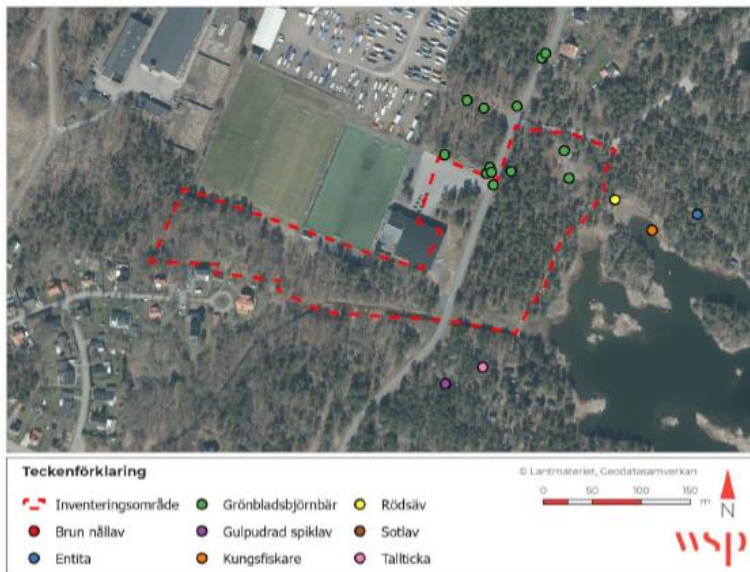 Teckenförklaring
Inventeringsområde
Brun nållav
Entita
Grönbladsbjörnbär
Gulpudrad spiklav
Kungsfiskare
Rödsäv
Sotlav
Tallticka
© Lantmäteriet, Geodatasamverkan
0 50 100 150
m
N
wsp